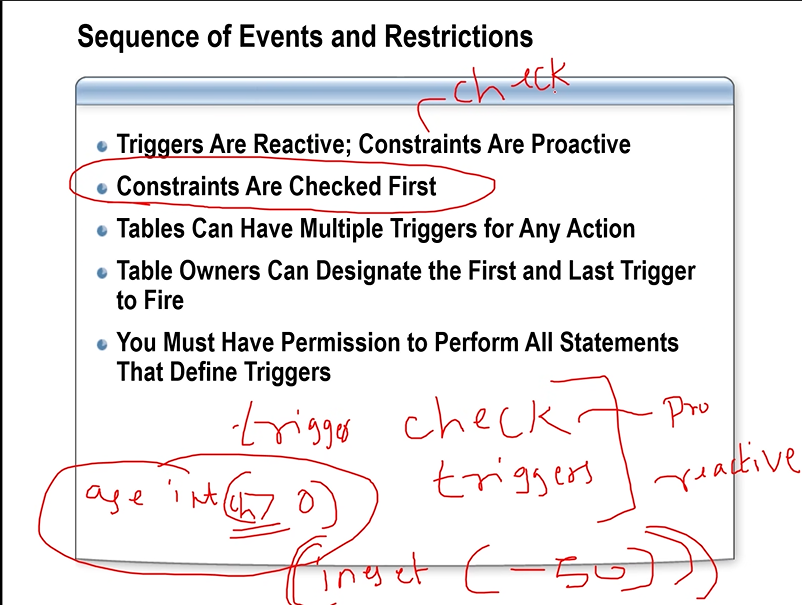 Sequence of Events and Restrictions
check
Triggers Are Reactive; Constraints Are Proactive
Constraints Are Checked First
Tables Can Have Multiple Triggers for Any Action
Table Owners Can Designate the First and Last Trigger
to Fire
You Must Have Permission to Perform All Statements
That Define Triggers
trigger check pro
triggers reactive
age int (ch > 0)
(inset (-50)))